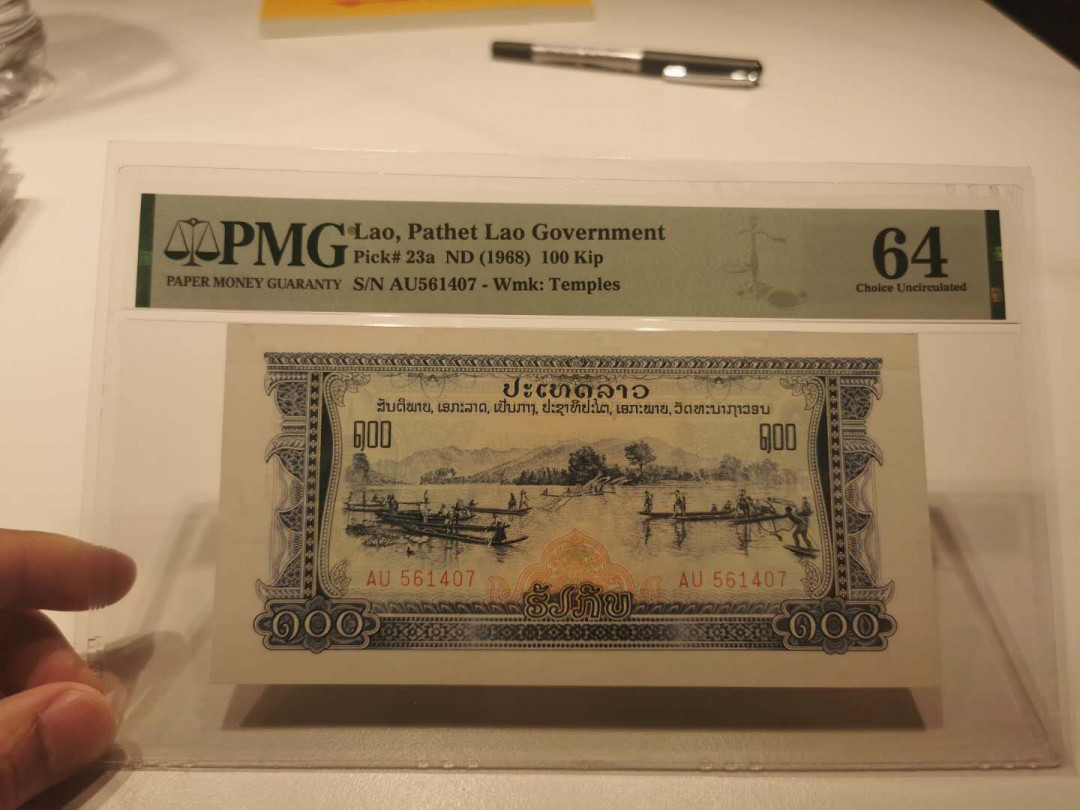 PMG
PAPER MONEY GUARANTY
Lao, Pathet Lao Government
Pick# 23a ND (1968) 100 Kip
S/N AU561407 - Wmk: Temples
64
Choice Uncirculated
ປະເທດລາວ
ສັນຕິພາບ, ເອກະລາດ, ເປັນກາງ, ປະຊາທິປະໄຕ, ເອກະພາບ, ວັດທະນາຖາວອນ
໑໐໐ ໑໐໐
AU 561407 AU 561407
ຮ້ອຍກີບ
໑໐໐ ໑໐໐